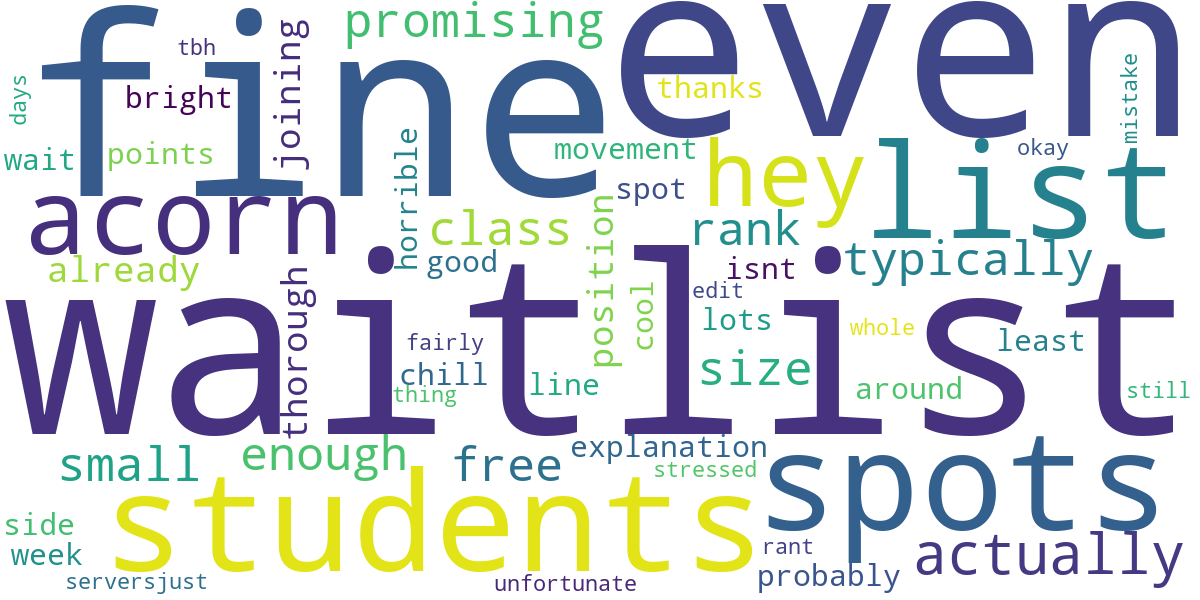 fine
even
promising
tbh
joining
days
bright
thanks
mistake
wait
points
horrible
movement
hey
list
okay
acorn
spot
class
position
rank
typically
already
good
isnt
thorough
waitlist
cool
edit
lots
whole
fairly
least
chill
size
thing
line
around
still
small
enough
free
explanation
stressed
spots
students
side
week
rant
actually
serversjust
unfortunate
probably